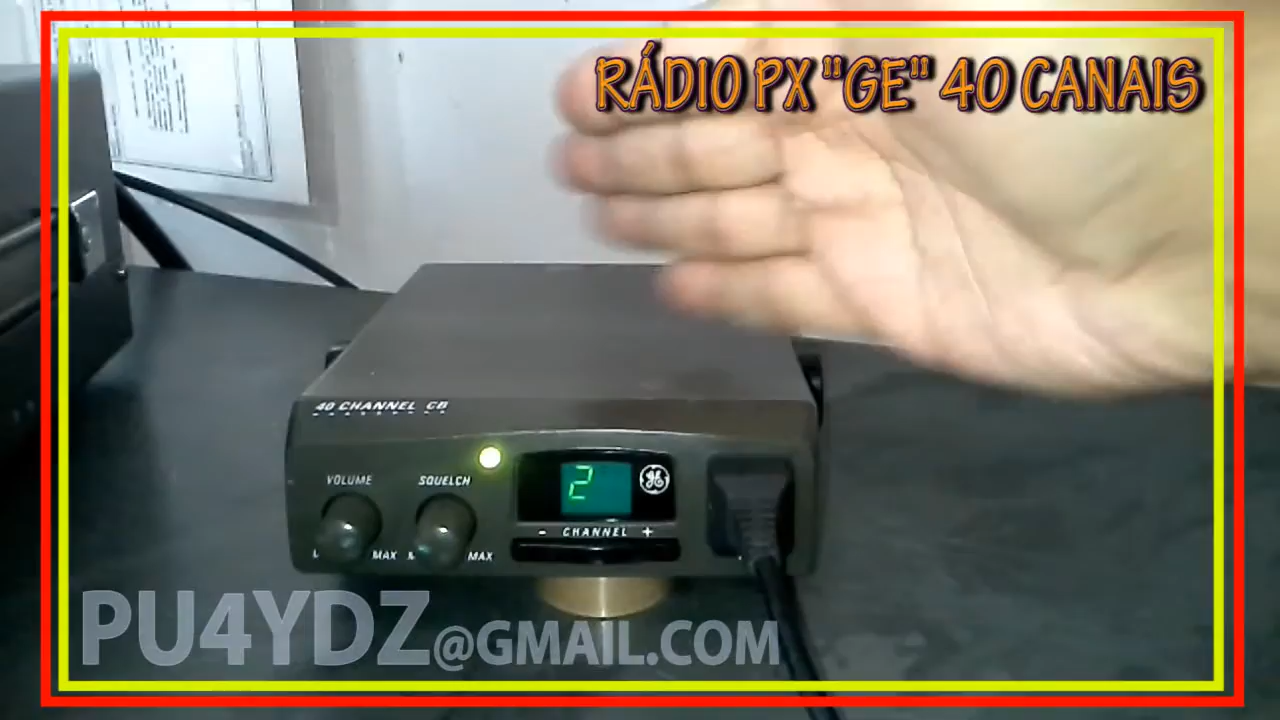 RÁDIO PX "GE" 40 CANAIS
40 CHANNEL CB
VOLUME
SQUELCH
2
- CHANNEL +
MAX
MAX
PU4YDZ@GMAIL.COM